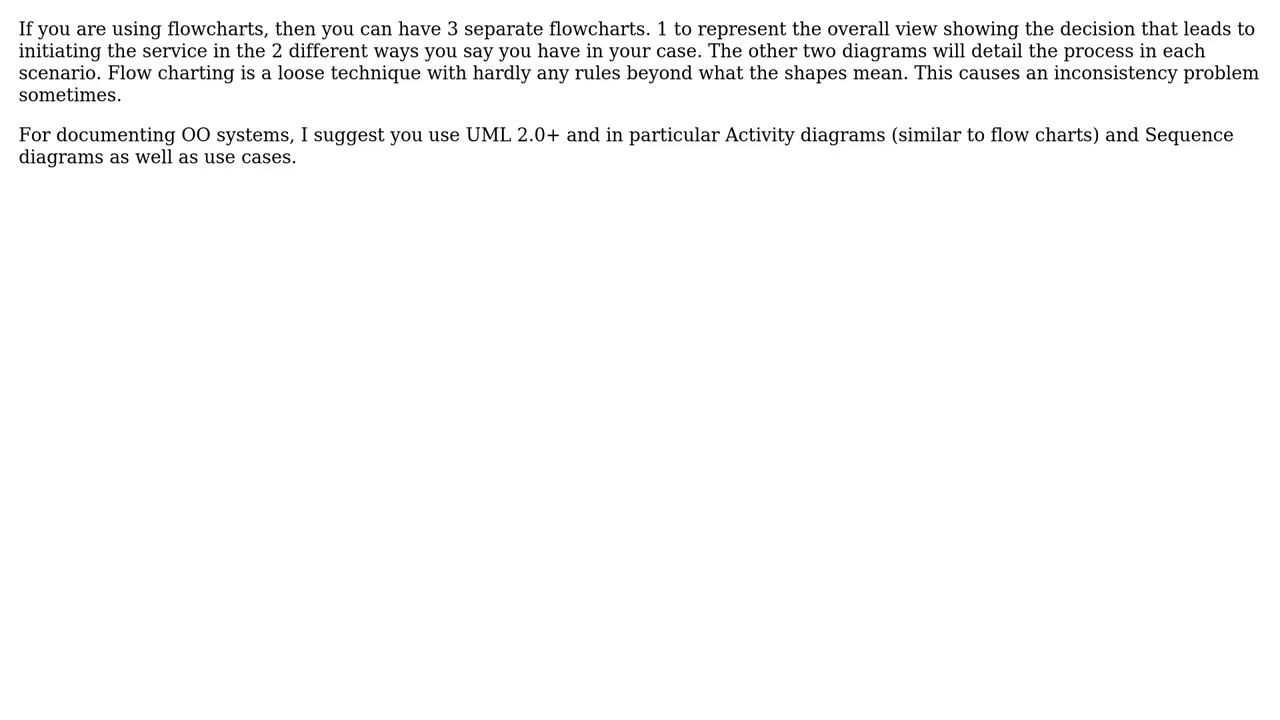 If you are using flowcharts, then you can have 3 separate flowcharts. 1 to represent the overall view showing the decision that leads to
initiating the service in the 2 different ways you say you have in your case. The other two diagrams will detail the process in each
scenario. Flow charting is a loose technique with hardly any rules beyond what the shapes mean. This causes an inconsistency problem
sometimes.
For documenting OO systems, I suggest you use UML 2.0+ and in particular Activity diagrams (similar to flow charts) and Sequence
diagrams as well as use cases.